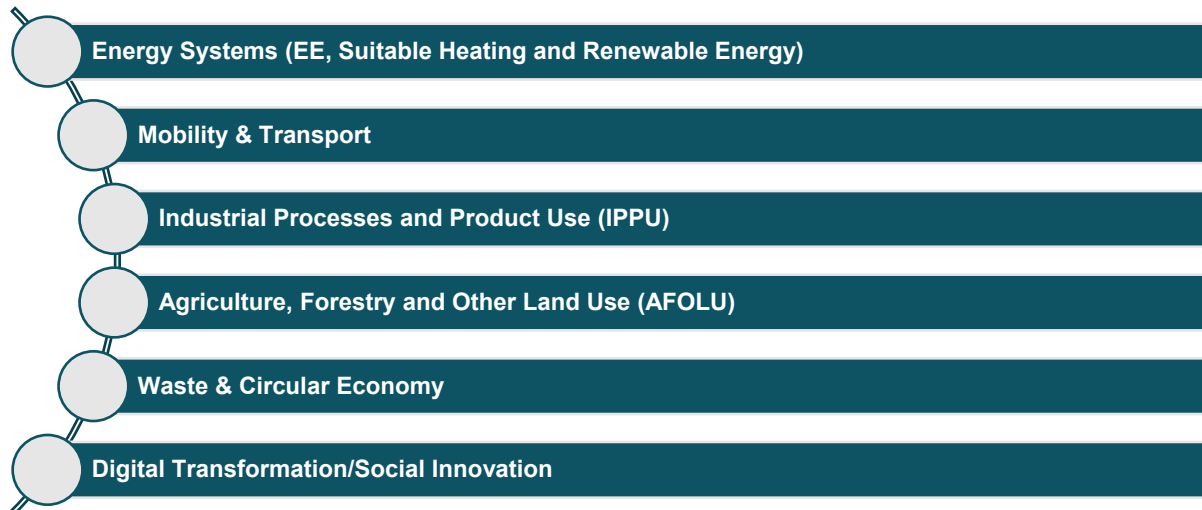 Energy Systems (EE, Suitable Heating and Renewable Energy)
Mobility & Transport
Industrial Processes and Product Use (IPPU)
Agriculture, Forestry and Other Land Use (AFOLU)
Waste & Circular Economy
Digital Transformation/Social Innovation